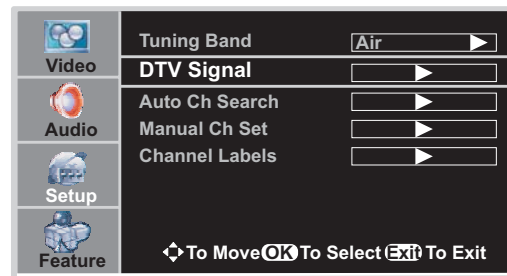 Video
Audio
Setup
Feature
Tuning Band Air
DTV Signal
Auto Ch Search
Manual Ch Set
Channel Labels
To Move OK To Select Exit To Exit